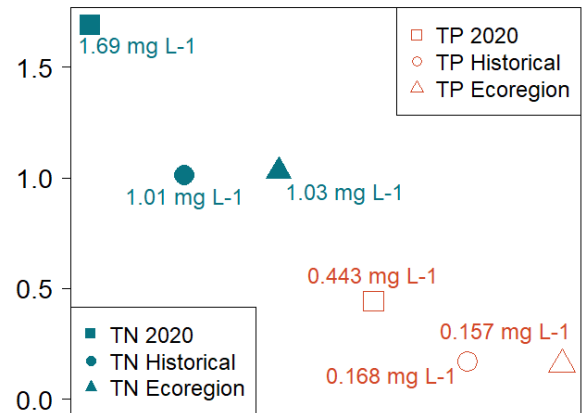 1.69 mg L-1
TP 2020
TP Historical
TP Ecoregion
1.5
1.0
1.01 mg L-1
1.03 mg L-1
0.5
0.443 mg L-1
0.157 mg L-1
0.168 mg L-1
TN 2020
TN Historical
TN Ecoregion
0.0